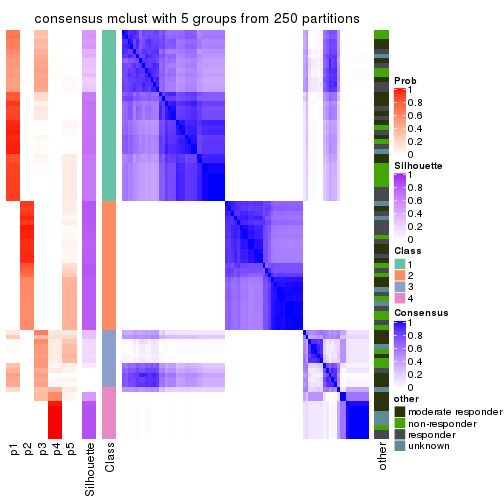 consensus mclust with 5 groups from 250 partitions
Prob
1
0.8
0.6
0.4
0.2
0
Silhouette
1
0.8
0.6
0.4
0.2
0
Class
1
2
3
4
Consensus
1
0.8
0.6
0.4
0.2
0
other
moderate responder
non-responder
responder
unknown
p1
p2
p3
p4
p5
Silhouette
Class
other